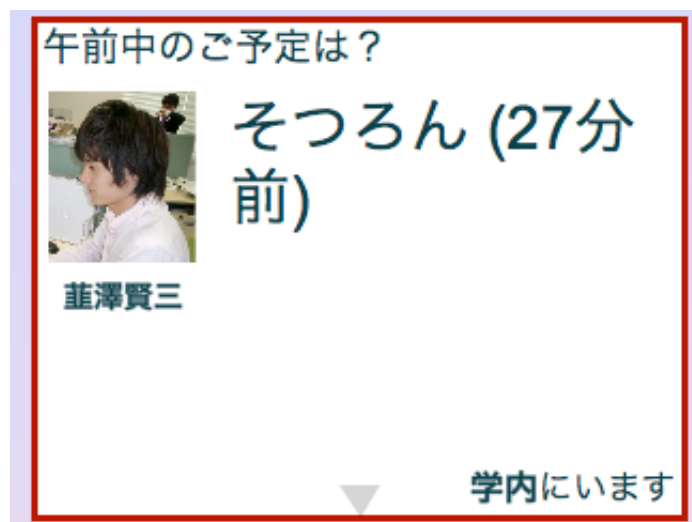 午前中のご予定は？
そつろん (27分
前)
韮澤賢三
学内にいます